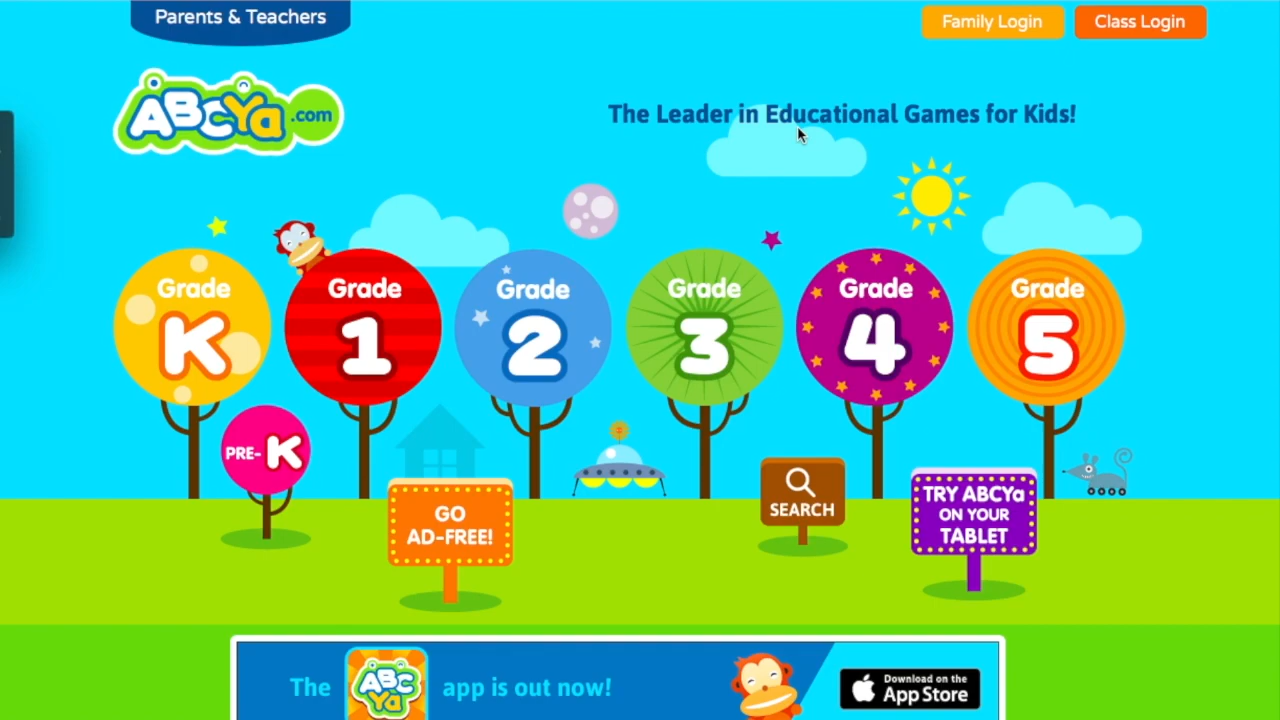 Parents & Teachers
Family Login
Class Login
ABCYa.com
The Leader in Educational Games for Kids!
Grade
K
Grade
1
Grade
2
Grade
3
Grade
4
Grade
5
PRE-K
GO
AD-FREE!
SEARCH
TRY ABCYa
ON YOUR
TABLET
The
ABC
Ya
app is out now!
Download on the
App Store